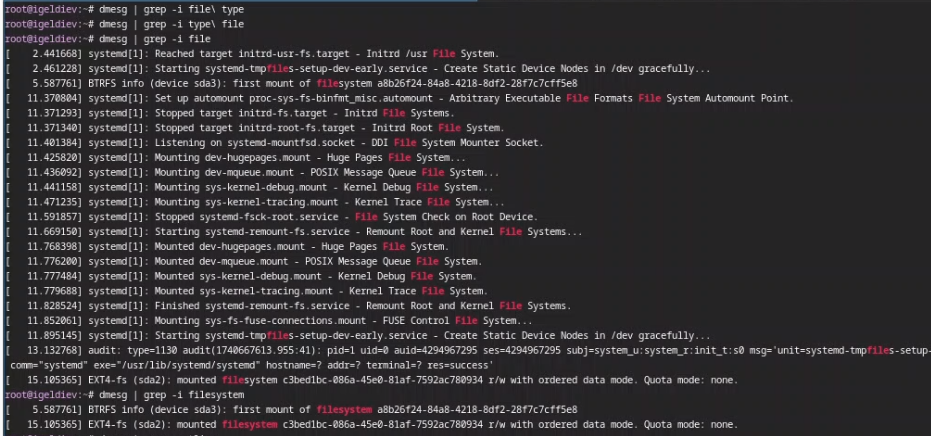 root@igeldiev:~# dmesg | grep -i file\ type
root@igeldiev:~# dmesg | grep -i type\ file
root@igeldiev:~# dmesg | grep -i file
[    2.441668] systemd[1]: Reached target initrd-usr-fs.target - Initrd /usr File System.
[    2.461228] systemd[1]: Starting systemd-tmpfiles-setup-dev-early.service - Create Static Device Nodes in /dev gracefully...
[    5.587761] BTRFS info (device sda3): first mount of filesystem a8b26f24-84a8-4218-8df2-28f7c7cff5e8
[   11.370804] systemd[1]: Set up automount proc-sys-fs-binfmt_misc.automount - Arbitrary Executable File Formats File System Automount Point.
[   11.371293] systemd[1]: Stopped target initrd-fs.target - Initrd File Systems.
[   11.371340] systemd[1]: Stopped target initrd-root-fs.target - Initrd Root File System.
[   11.401384] systemd[1]: Listening on systemd-mountfsd.socket - DDI File System Mounter Socket.
[   11.425820] systemd[1]: Mounting dev-hugepages.mount - Huge Pages File System...
[   11.436092] systemd[1]: Mounting dev-mqueue.mount - POSIX Message Queue File System...
[   11.441158] systemd[1]: Mounting sys-kernel-debug.mount - Kernel Debug File System...
[   11.471235] systemd[1]: Mounting sys-kernel-tracing.mount - Kernel Trace File System...
[   11.591857] systemd[1]: Stopped systemd-fsck-root.service - File System Check on Root Device.
[   11.669150] systemd[1]: Starting systemd-remount-fs.service - Remount Root and Kernel File Systems...
[   11.768398] systemd[1]: Mounted dev-hugepages.mount - Huge Pages File System.
[   11.776200] systemd[1]: Mounted dev-mqueue.mount - POSIX Message Queue File System.
[   11.777484] systemd[1]: Mounted sys-kernel-debug.mount - Kernel Debug File System.
[   11.779688] systemd[1]: Mounted sys-kernel-tracing.mount - Kernel Trace File System.
[   11.828524] systemd[1]: Finished systemd-remount-fs.service - Remount Root and Kernel File Systems.
[   11.852061] systemd[1]: Mounting sys-fs-fuse-connections.mount - FUSE Control File System...
[   11.895145] systemd[1]: Starting systemd-tmpfiles-setup-dev-early.service - Create Static Device Nodes in /dev gracefully...
[   13.132768] audit: type=1130 audit(1740667613.955:41): pid=1 uid=0 auid=4294967295 ses=4294967295 subj=system_u:system_r:init_t:s0 msg='unit=systemd-tmpfiles-setup-
comm="systemd" exe="/usr/lib/systemd/systemd" hostname=? addr=? terminal=? res=success'
[   15.105365] EXT4-fs (sda2): mounted filesystem c3bed1bc-086a-45e0-81af-7592ac780934 r/w with ordered data mode. Quota mode: none.
root@igeldiev:~# dmesg | grep -i filesystem
[    5.587761] BTRFS info (device sda3): first mount of filesystem a8b26f24-84a8-4218-8df2-28f7c7cff5e8
[   15.105365] EXT4-fs (sda2): mounted filesystem c3bed1bc-086a-45e0-81af-7592ac780934 r/w with ordered data mode. Quota mode: none.